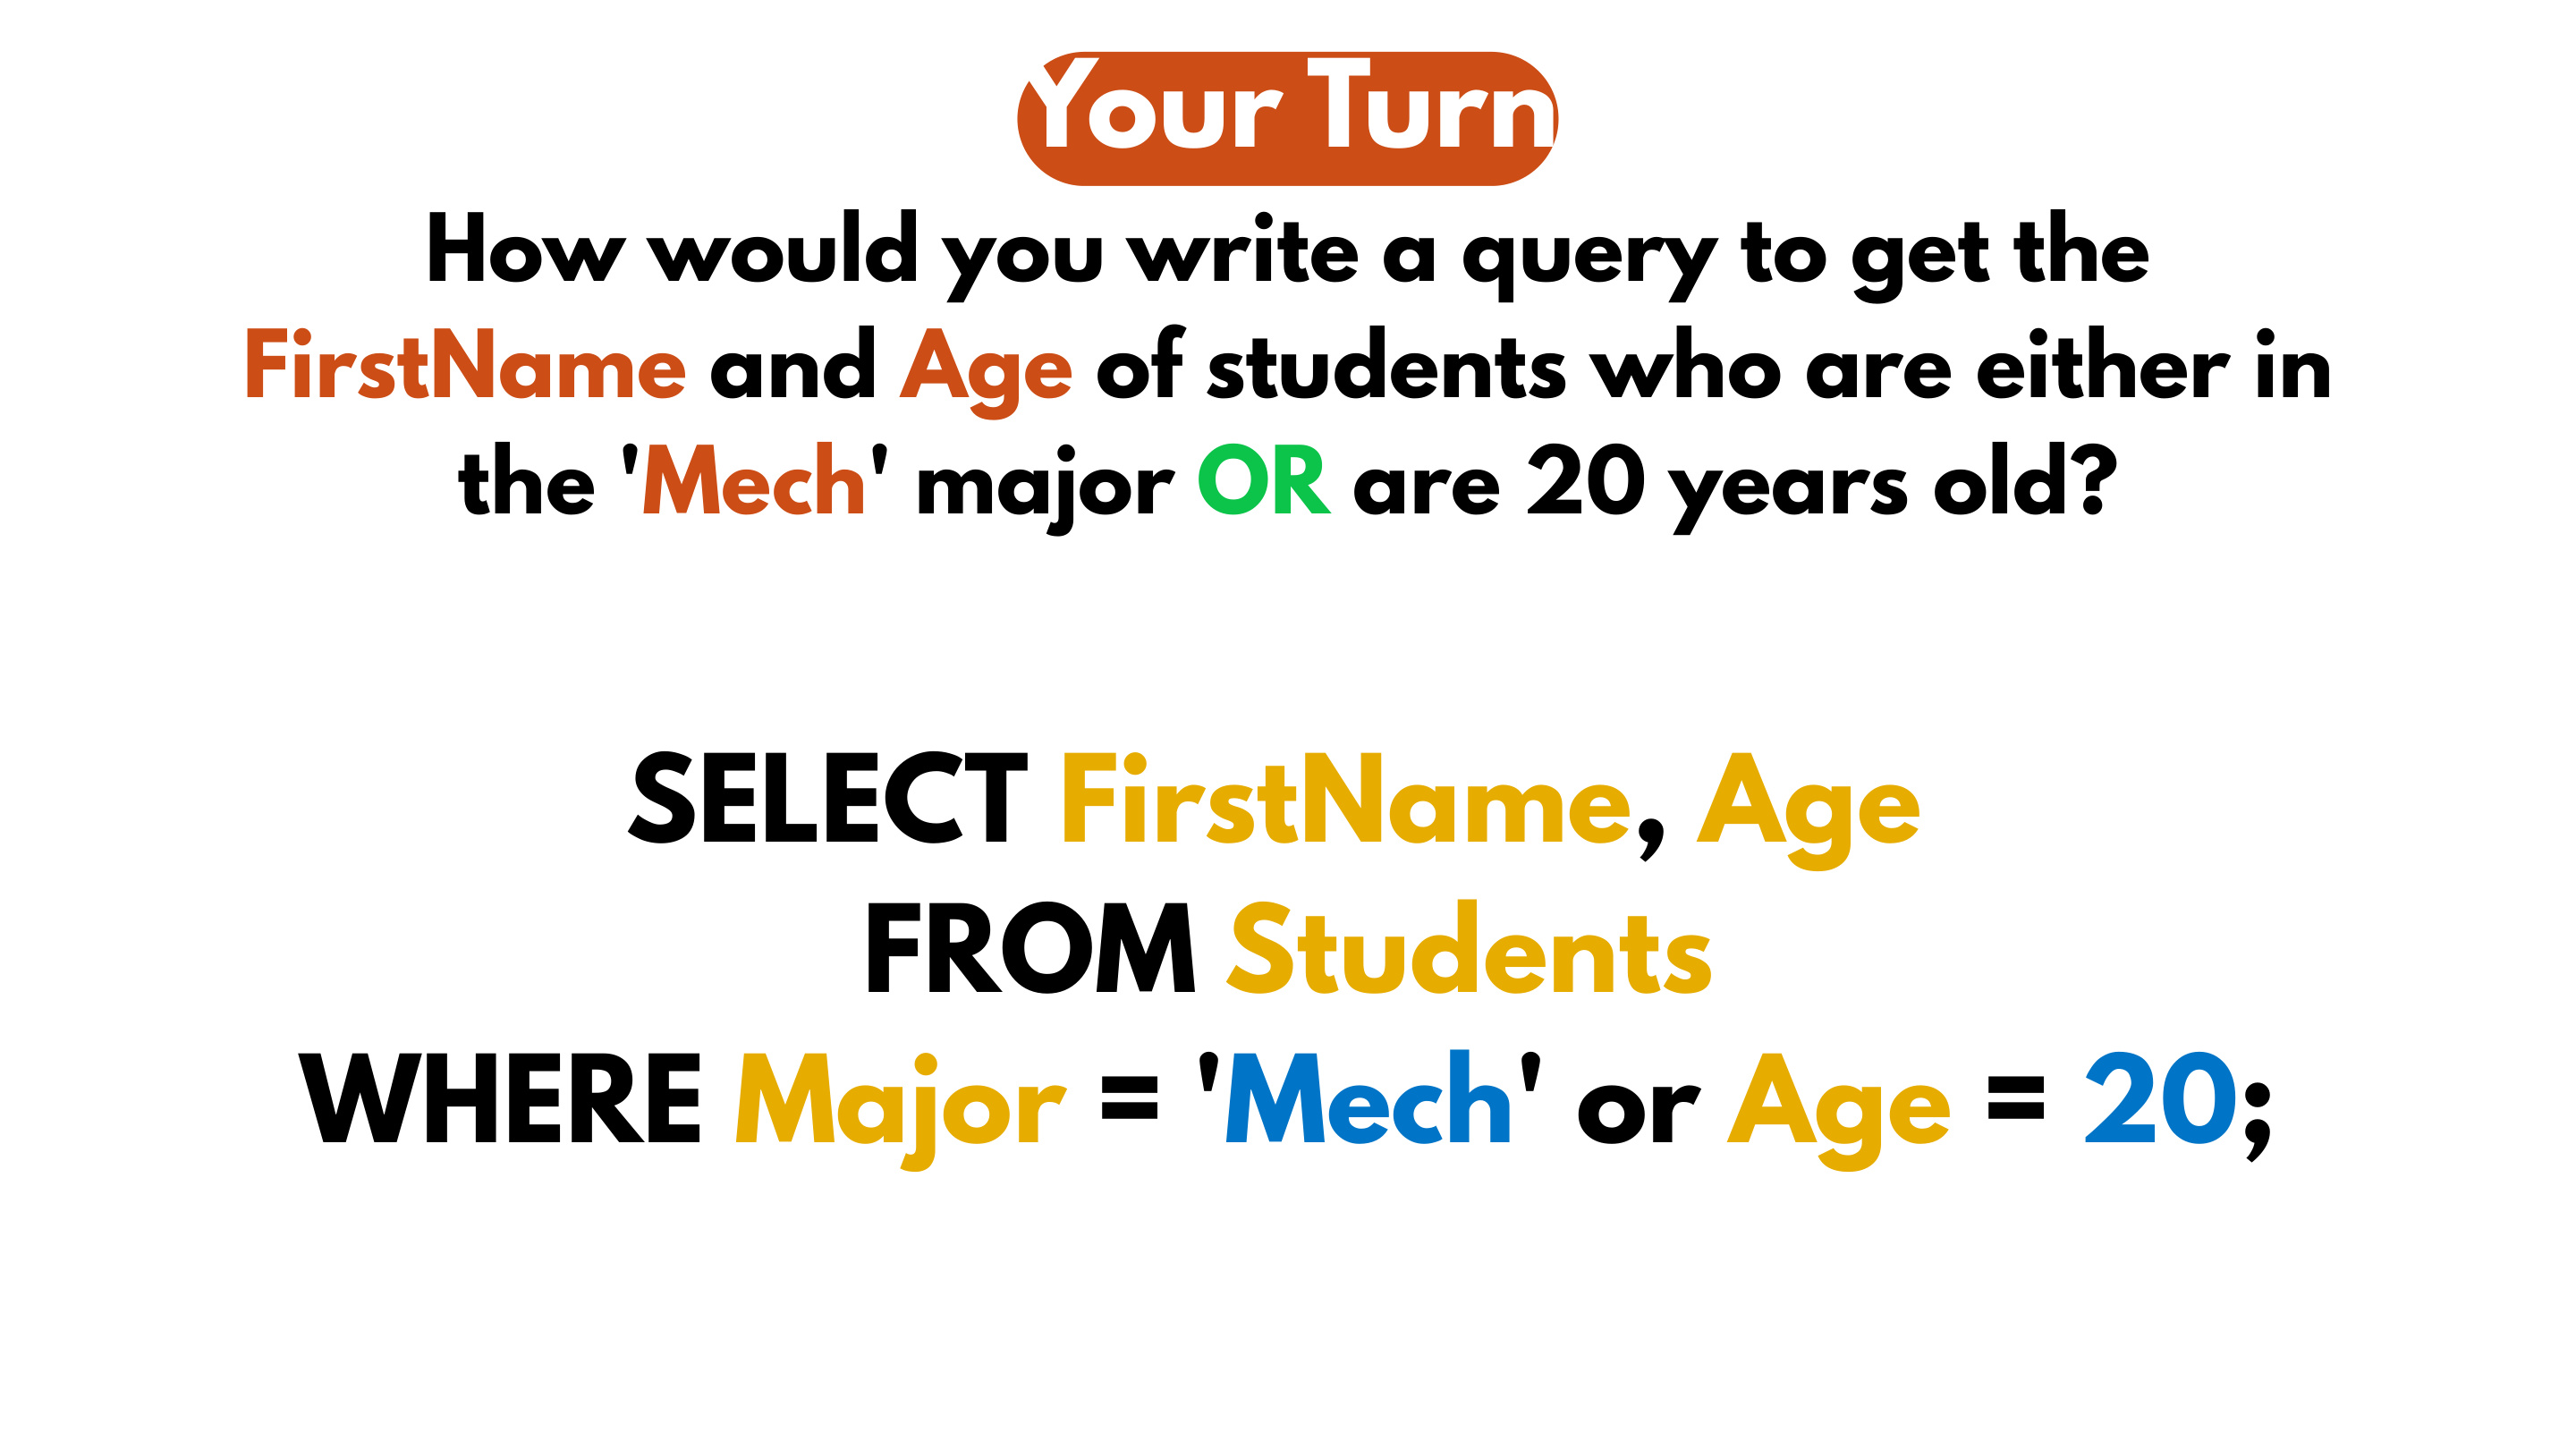 Your Turn
How would you write a query to get the
FirstName and Age of students who are either in
the 'Mech' major OR are 20 years old?
SELECT FirstName, Age
FROM Students
WHERE Major = 'Mech' or Age = 20;